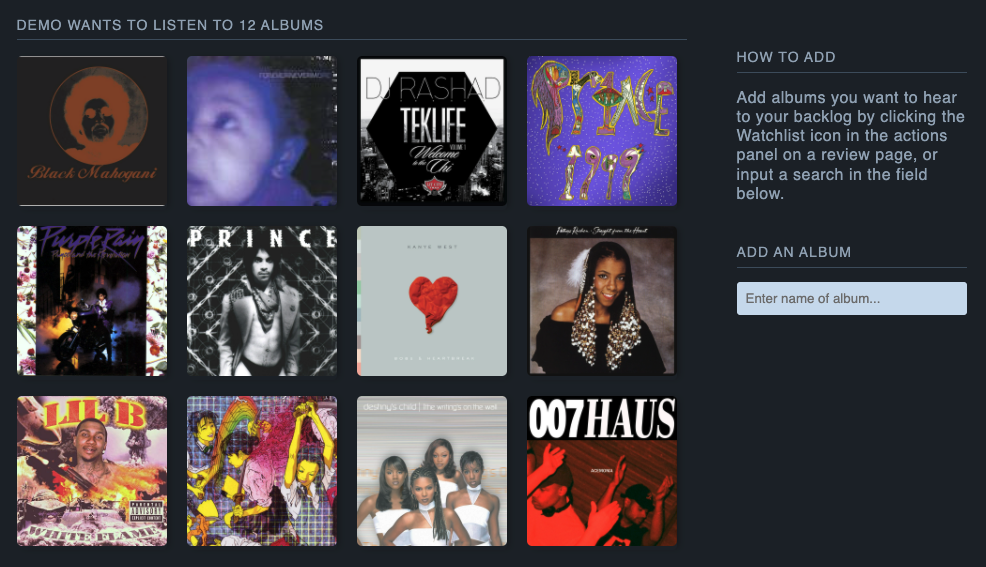 DEMO WANTS TO LISTEN TO 12 ALBUMS
Black Mahogani
FOREVERNEVERMORE
DJ RASHAD
TEKLIFE
VOLUME 1
Welcome
to the
Chi
PRINCE
1999
Purple Rain
Prince and the Revolution
PRINCE
KANYE WEST
808s & HEARTBREAK
Patrice Rushen - Straight from the Heart
LIL B
PARENTAL
ADVISORY
EXPLICIT CONTENT
WHITE FLAME
destiny's child | the writing's on the wall
007HAUS
HOW TO ADD
Add albums you want to hear
to your backlog by clicking the
Watchlist icon in the actions
panel on a review page, or
input a search in the field
below.
ADD AN ALBUM
Enter name of album...